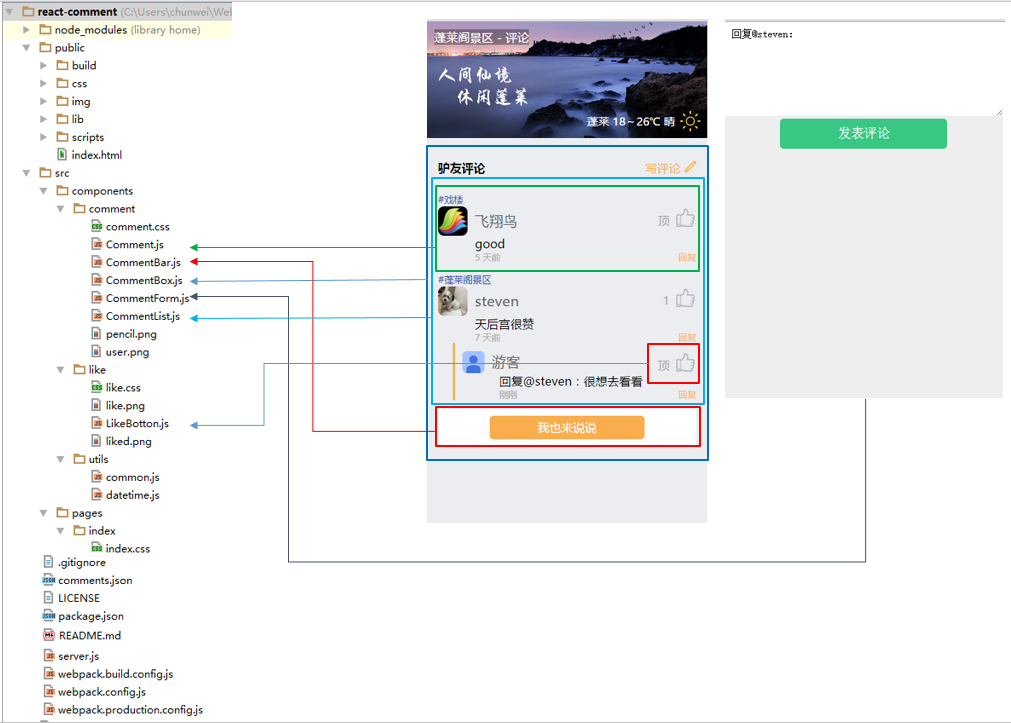 react-comment (C:\Users\chunwei\Wel
node_modules (library home)
public
build
css
img
lib
scripts
index.html
src
components
comment
comment.css
Comment.js
CommentBar.js
CommentBox.js
CommentForm.js
CommentList.js
pencil.png
user.png
like
like.css
like.png
LikeBotton.js
liked.png
utils
common.js
datetime.js
pages
index
index.css
.gitignore
comments.json
LICENSE
package.json
README.md
server.js
webpack.build.config.js
webpack.config.js
webpack.production.config.js
蓬莱阁景区 - 评论
人间仙境
休闲蓬莱
蓬莱 18~26℃ 晴
驴友评论 写评论
#戏楼
飞翔鸟 顶
good
5 天前 回复
#蓬莱阁景区
steven 1
天后宫很赞
7 天前 回复
游客 顶
回复@steven：很想去看看
刚刚 回复
我也来说说
回复@steven:
发表评论